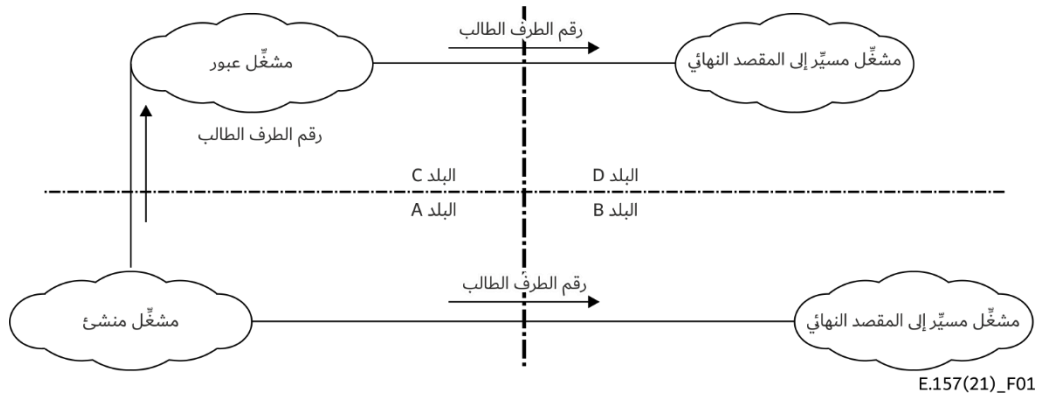 رقم الطرف الطالب
مشغِّل عبور
مشغِّل مسيِّر إلى المقصد النهائي
رقم الطرف الطالب
البلد C
البلد D
البلد A
البلد B
رقم الطرف الطالب
مشغِّل منشئ
مشغِّل مسيِّر إلى المقصد النهائي
E.157(21)_F01